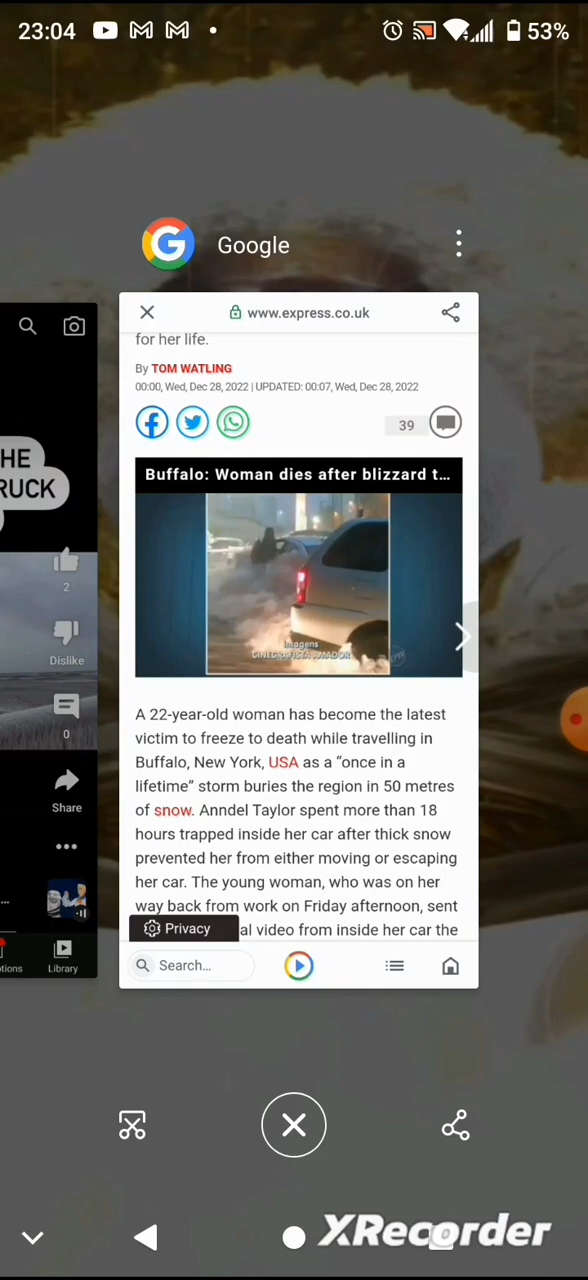 23:04
53%
Google
www.express.co.uk
for her life.
By TOM WATLING
00:00, Wed, Dec 28, 2022 | UPDATED: 00:07, Wed, Dec 28, 2022
39
HE
RUCK
Buffalo: Woman dies after blizzard t...
2
Dislike
Imagens
CINEGRAFISTA AMADOR
0
A 22-year-old woman has become the latest
victim to freeze to death while travelling in
Buffalo, New York, USA as a “once in a
lifetime” storm buries the region in 50 metres
Share
of snow. Anndel Taylor spent more than 18
hours trapped inside her car after thick snow
prevented her from either moving or escaping
her car. The young woman, who was on her
...
way back from work on Friday afternoon, sent
Privacy
al video from inside her car the
tions
Library
Search...
XRecorder